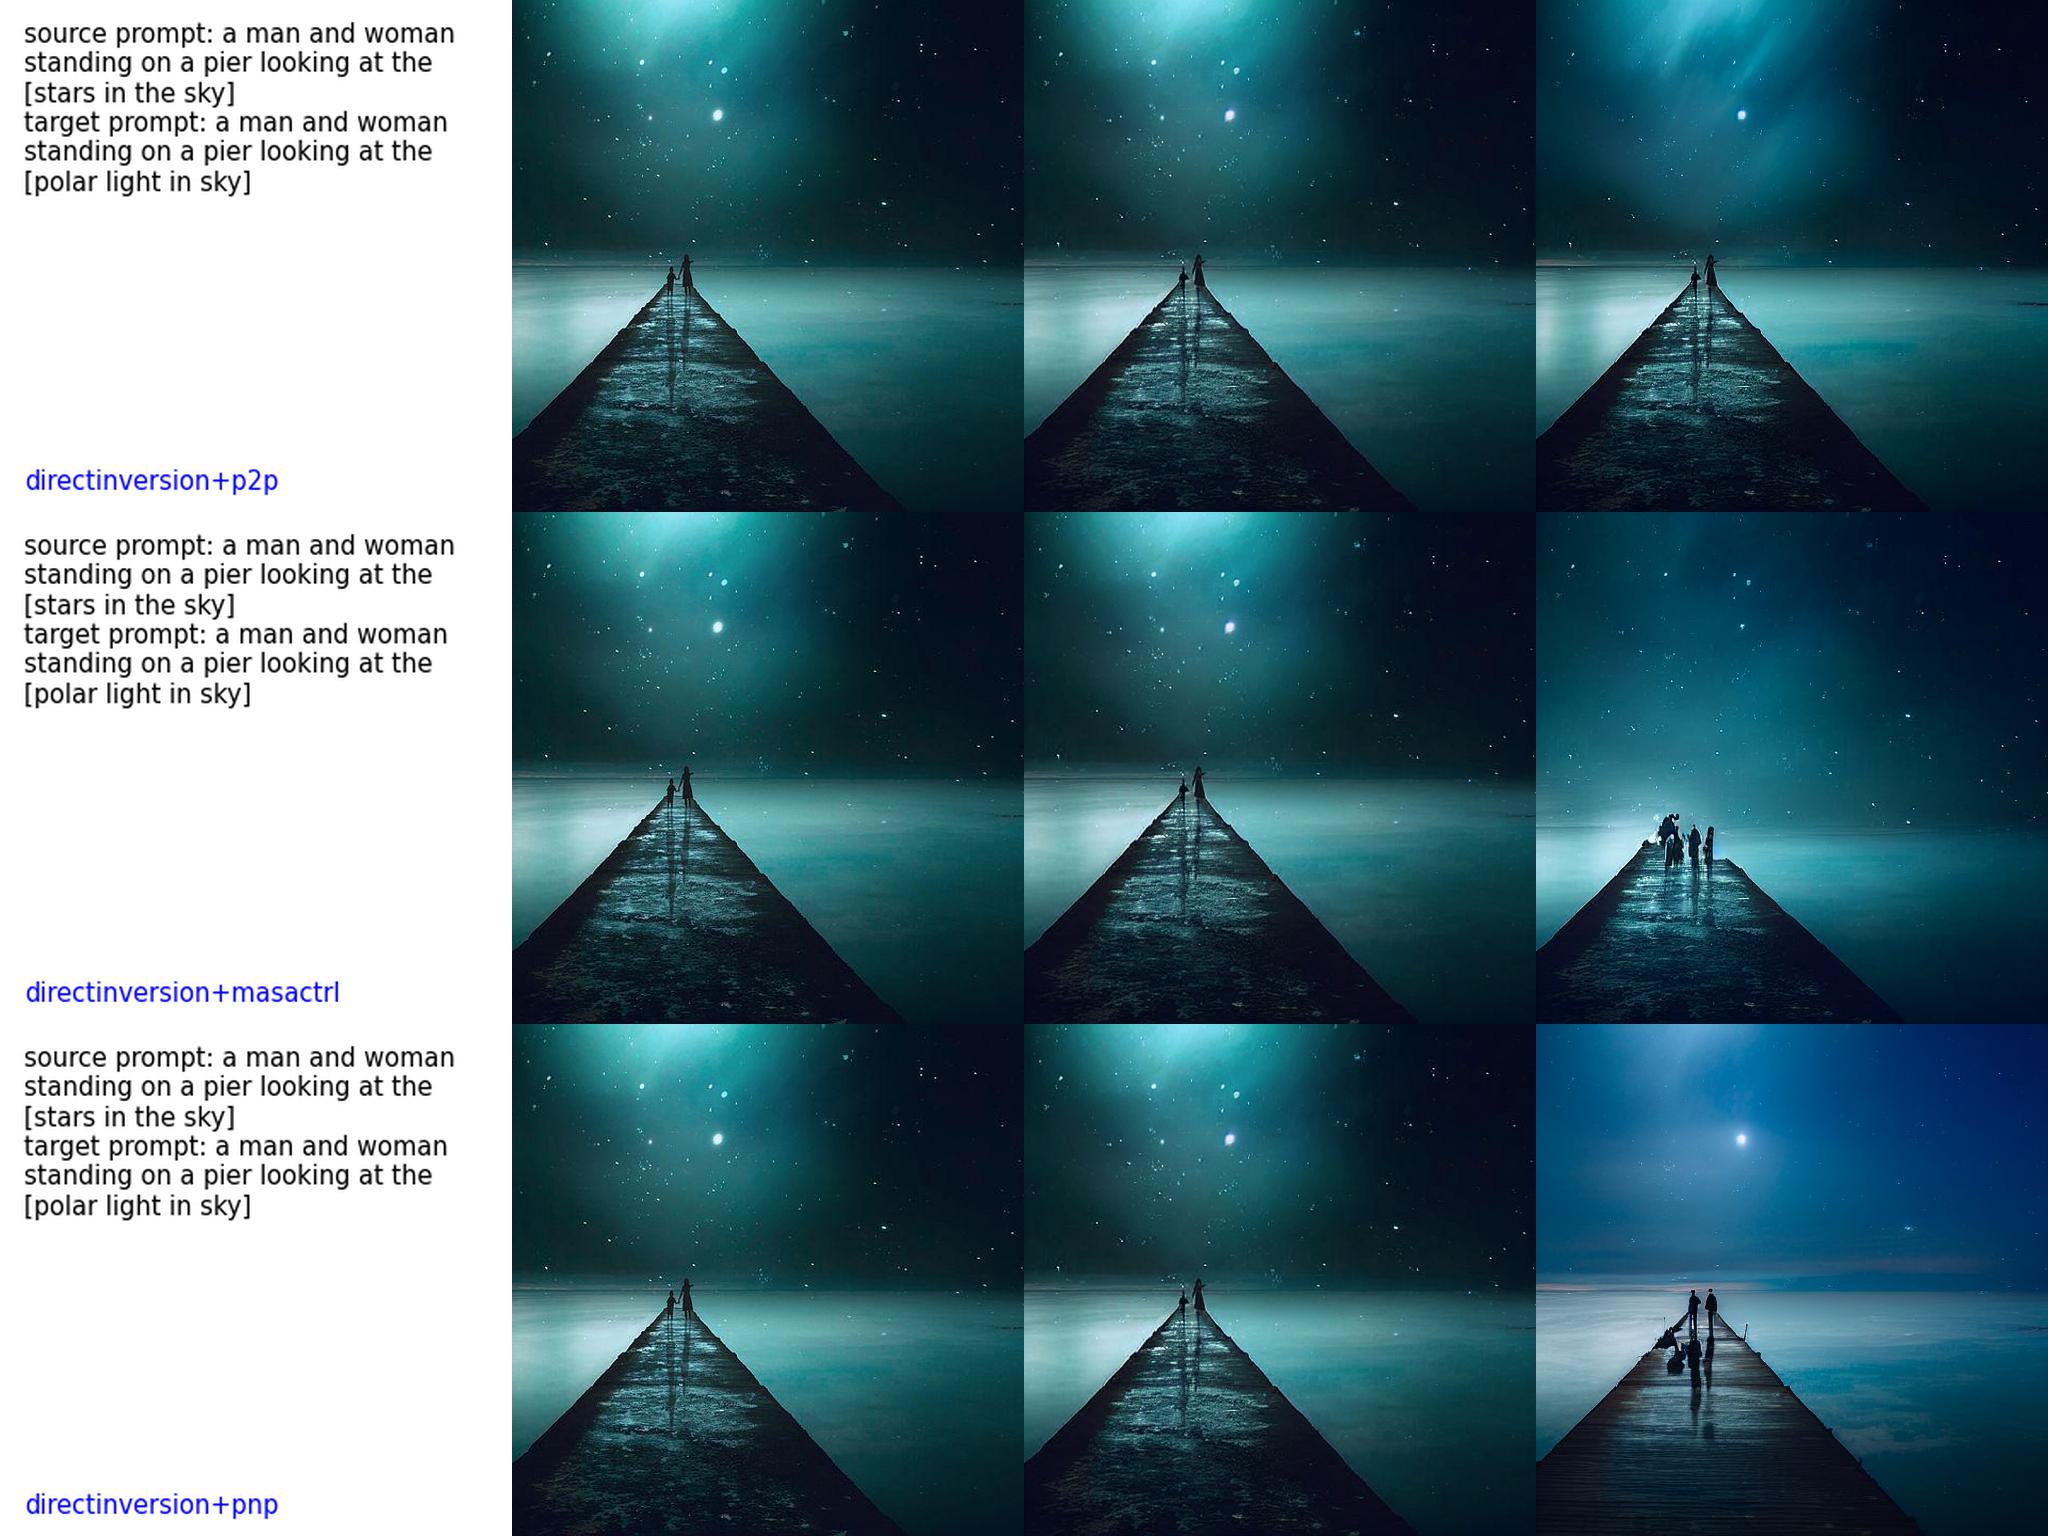 source prompt: a man and woman
standing on a pier looking at the
[stars in the sky]
target prompt: a man and woman
standing on a pier looking at the
[polar light in sky]
directinversion+p2p
source prompt: a man and woman
standing on a pier looking at the
[stars in the sky]
target prompt: a man and woman
standing on a pier looking at the
[polar light in sky]
directinversion+masactrl
source prompt: a man and woman
standing on a pier looking at the
[stars in the sky]
target prompt: a man and woman
standing on a pier looking at the
[polar light in sky]
directinversion+pnp